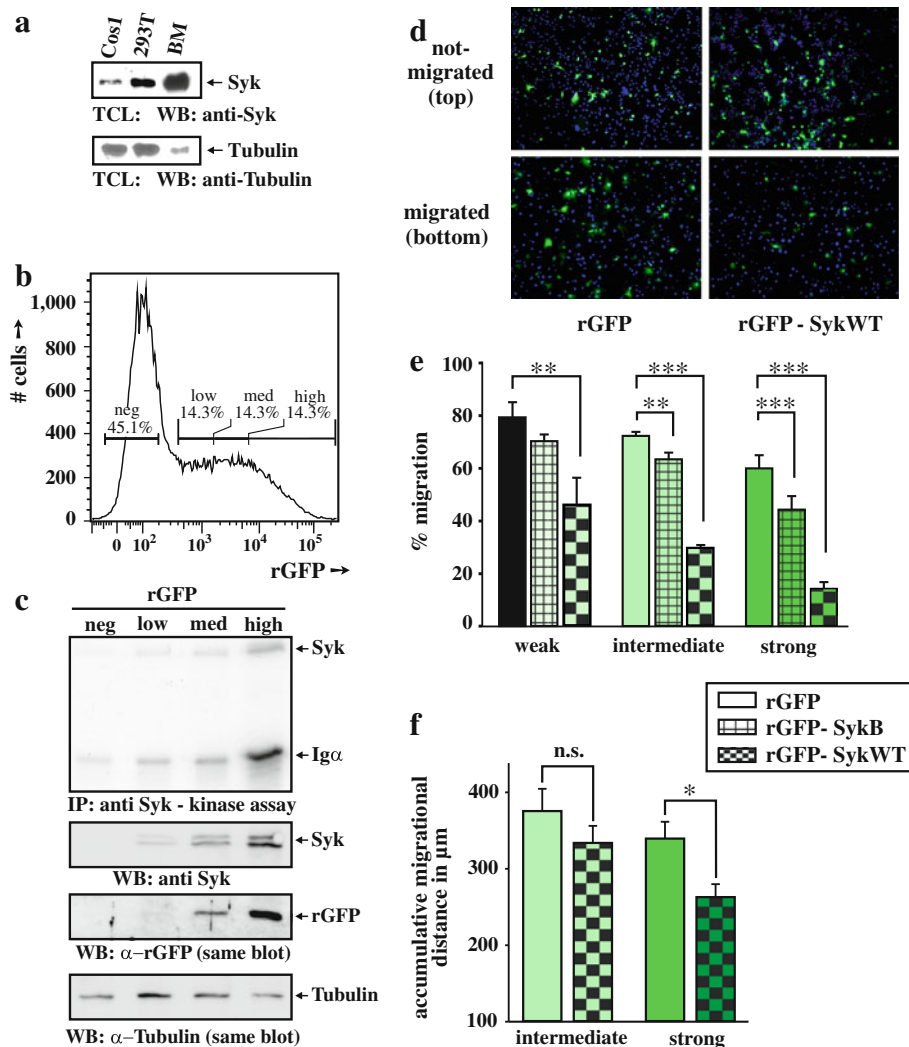 a
Cos1 293T BM
Syk
TCL: WB: anti-Syk
Tubulin
TCL: WB: anti-Tubulin
b
# cells
1,000
800
600
400
200
0
neg
45.1%
low
14.3%
med
14.3%
high
14.3%
0 10² 10³ 10⁴ 10⁵
rGFP
c
rGFP
neg low med high
Syk
Igα
IP: anti Syk - kinase assay
Syk
WB: anti Syk
rGFP
WB: α–rGFP (same blot)
Tubulin
WB: α–Tubulin (same blot)
d
not-
migrated
(top)
migrated
(bottom)
rGFP rGFP - SykWT
e
% migration
100
80
60
40
20
0
**
***
**
***
***
weak intermediate strong
rGFP
rGFP- SykB
rGFP- SykWT
f
accumulative migrational
distance in µm
400
300
200
100
n.s.
*
intermediate strong